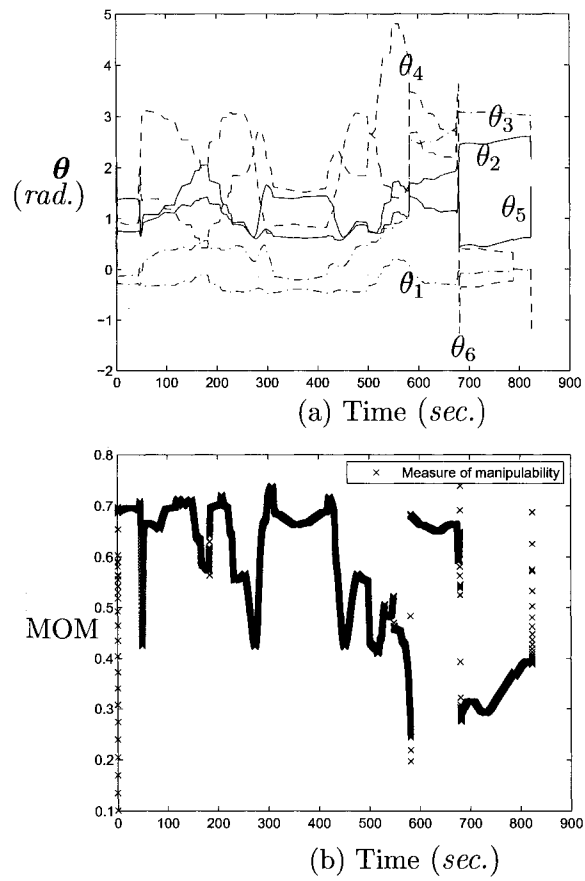 5
4
3
2
1
0
−1
−2
θ
(rad.)
θ₄
θ₃
θ₂
θ₅
θ₁
θ₆
0 100 200 300 400 500 600 700 800 900
(a) Time (sec.)
0.8
0.7
0.6
0.5
0.4
0.3
0.2
0.1
MOM
× Measure of manipulability
0 100 200 300 400 500 600 700 800 900
(b) Time (sec.)